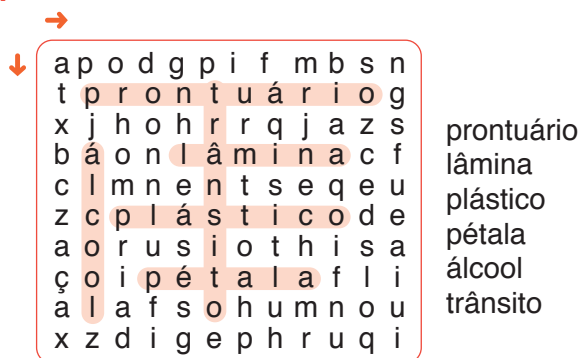 a p o d g p i f m b s n
t p r o n t u á r i o g
x j h o h r r q j a z s
b á o n l â m i n a c f
c l m n e n t s e q e u
z c p l á s t i c o d e
a o r u s i o t h i s a
ç o i p é t a l a f l i
a l a f s o h u m n o u
x z d i g e p h r u q i
prontuário
lâmina
plástico
pétala
álcool
trânsito